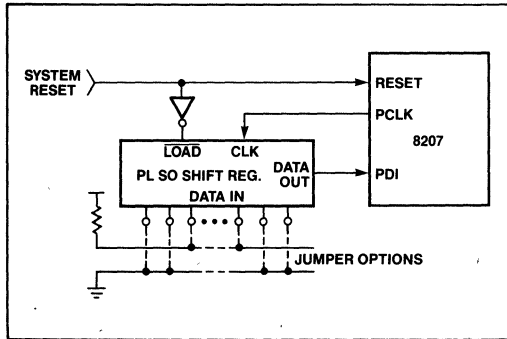 SYSTEM
RESET
RESET
PCLK
8207
PDI
LOAD CLK
DATA
OUT
PL SO SHIFT REG.
DATA IN
JUMPER OPTIONS